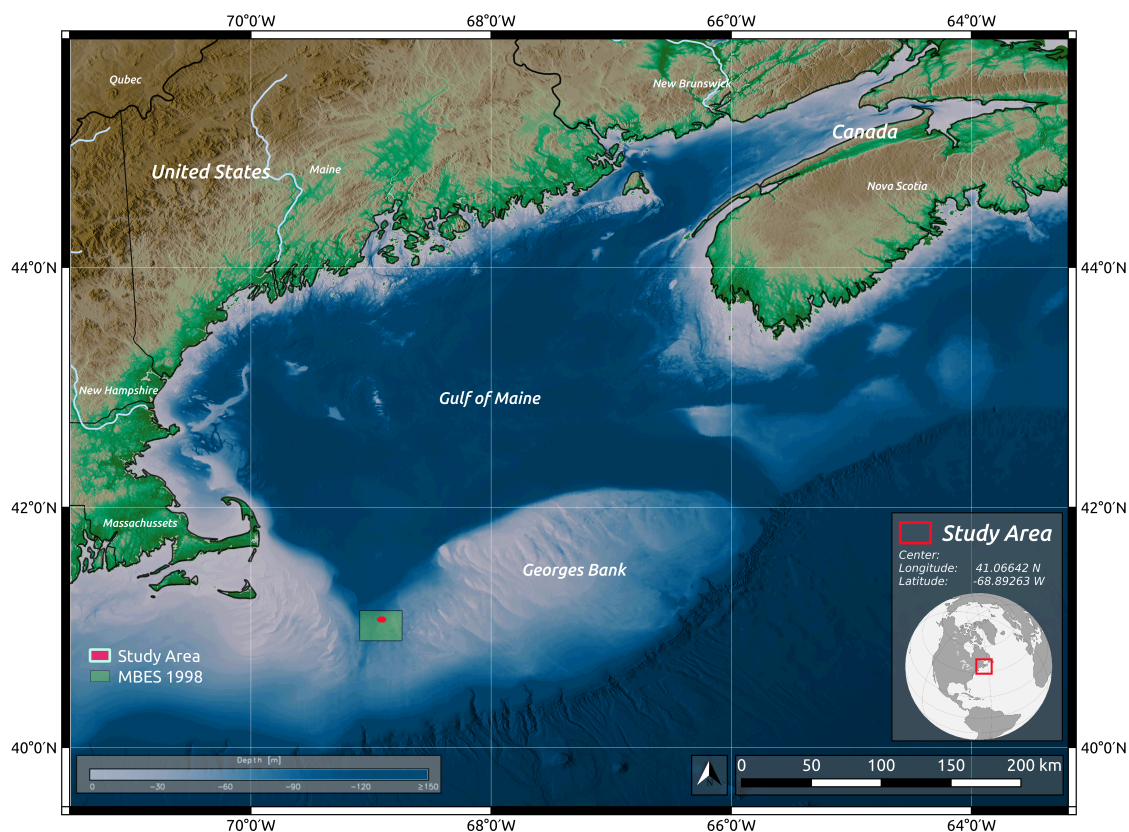 70°0'W
68°0'W
66°0'W
64°0'W
Qubec
New Brunswick
Canada
United States
Maine
Nova Scotia
44°0'N
44°0'N
New Hampshire
Gulf of Maine
42°0'N
42°0'N
Massachussets
Study Area
Center:
Longitude: 41.06642 N
Latitude: -68.89263 W
Georges Bank
Study Area
MBES 1998
40°0'N
40°0'N
Depth [m]
0 −30 −60 −90 −120 ≥150
N
0 50 100 150 200 km
70°0'W
68°0'W
66°0'W
64°0'W